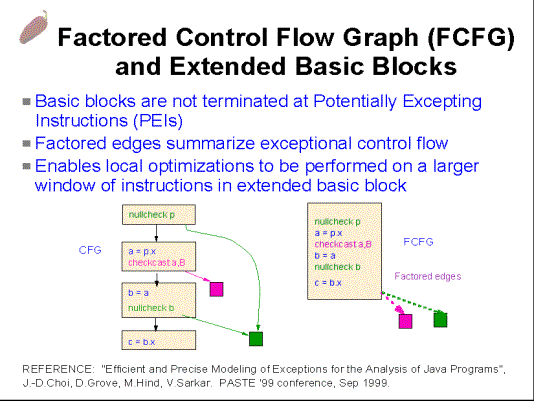 Factored Control Flow Graph (FCFG)
and Extended Basic Blocks
Basic blocks are not terminated at Potentially Excepting
Instructions (PEIs)
Factored edges summarize exceptional control flow
Enables local optimizations to be performed on a larger
window of instructions in extended basic block
CFG
nullcheck p
a = p.x
checkcast a,B
b = a
nullcheck b
c = b.x
nullcheck p
a = p.x
checkcast a,B
b = a
nullcheck b
c = b.x
FCFG
Factored edges
REFERENCE: "Efficient and Precise Modeling of Exceptions for the Analysis of Java Programs",
J.-D.Choi, D.Grove, M.Hind, V.Sarkar. PASTE '99 conference, Sep 1999.